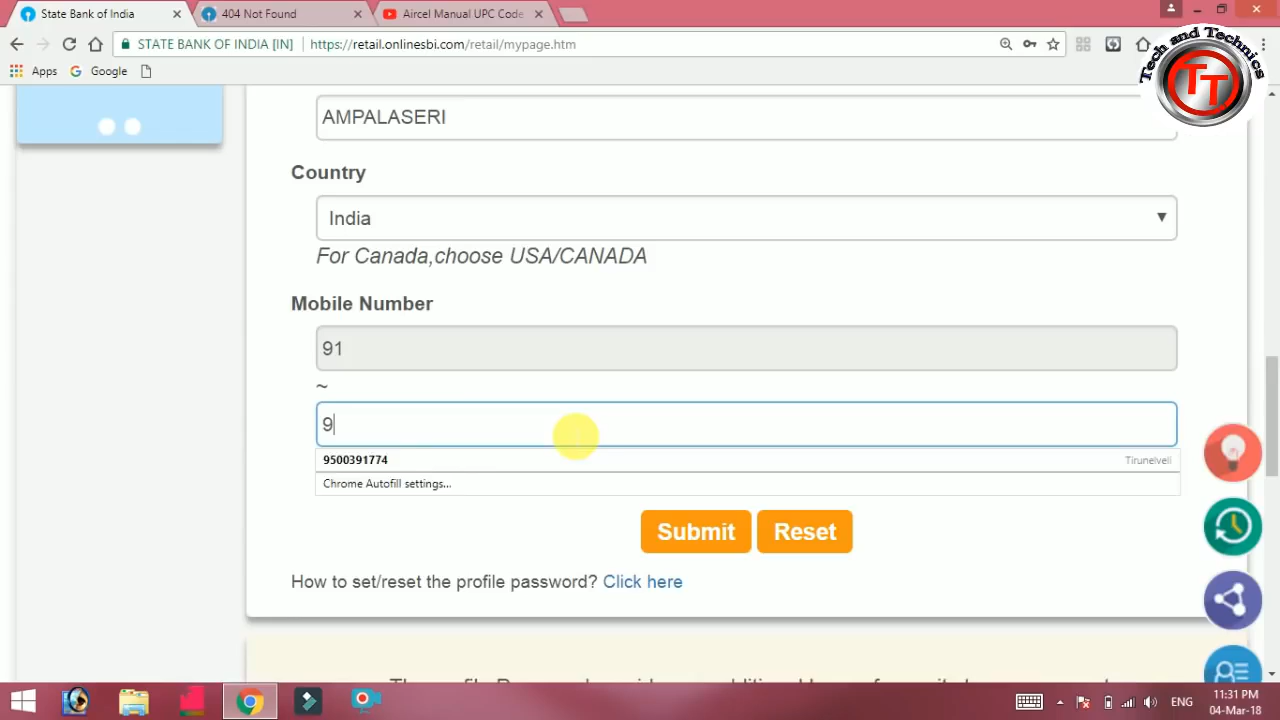 State Bank of India
404 Not Found
Aircel Manual UPC Code
STATE BANK OF INDIA [IN]
https://retail.onlinesbi.com/retail/mypage.htm
Apps
Google
Tech and Technics
TT
AMPALASERI
Country
India
For Canada,choose USA/CANADA
Mobile Number
91
~
9
9500391774
Tirunelveli
Chrome Autofill settings...
Submit
Reset
How to set/reset the profile password? Click here
ENG
11:31 PM
04-Mar-18